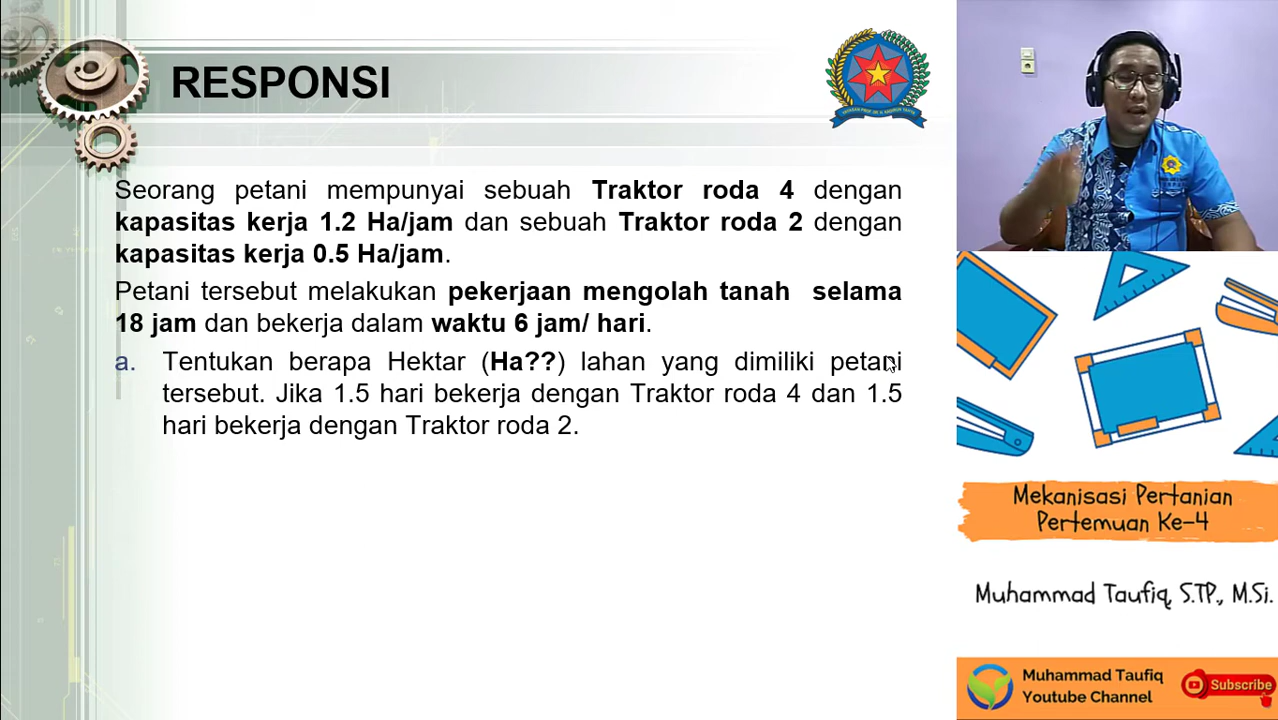 RESPONSI
Seorang petani mempunyai sebuah Traktor roda 4 dengan
kapasitas kerja 1.2 Ha/jam dan sebuah Traktor roda 2 dengan
kapasitas kerja 0.5 Ha/jam.
Petani tersebut melakukan pekerjaan mengolah tanah selama
18 jam dan bekerja dalam waktu 6 jam/ hari.
a. Tentukan berapa Hektar (Ha??) lahan yang dimiliki petani
tersebut. Jika 1.5 hari bekerja dengan Traktor roda 4 dan 1.5
hari bekerja dengan Traktor roda 2.
Mekanisasi Pertanian
Pertemuan Ke-4
Muhammad Taufiq, S.TP., M.Si.
Muhammad Taufiq
Youtube Channel
Subscribe